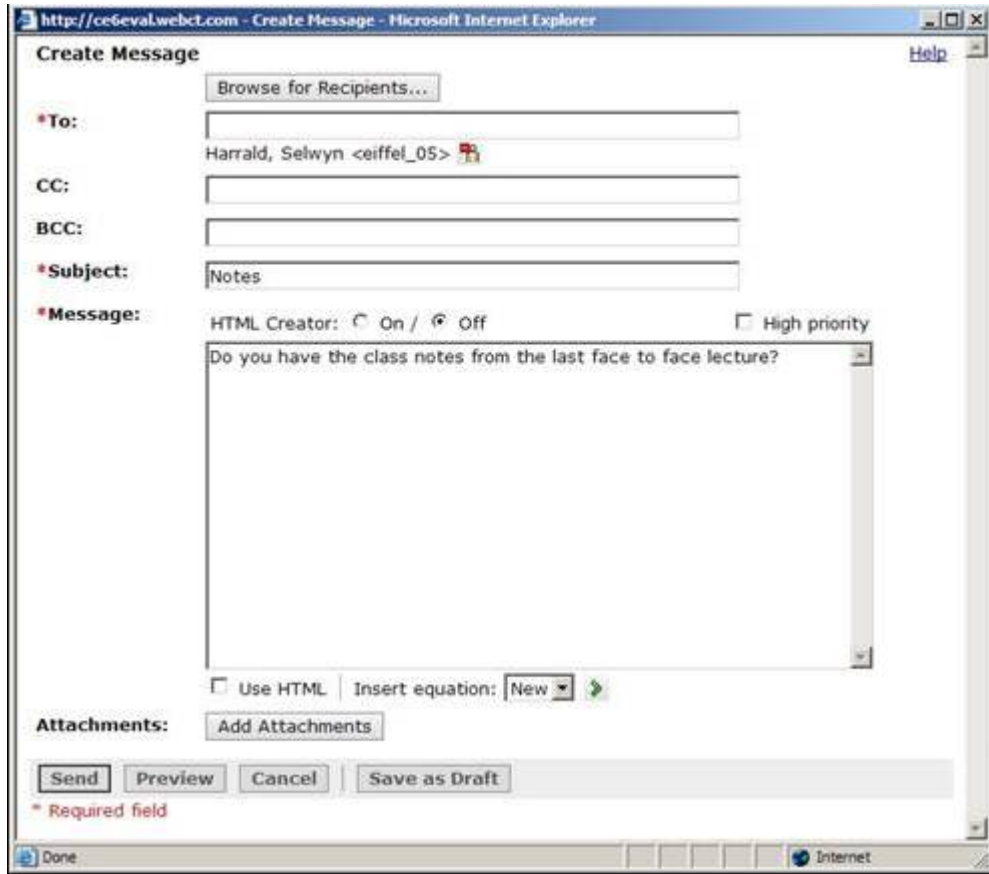 http://ce6eval.webct.com - Create Message - Microsoft Internet Explorer
Create Message Help
Browse for Recipients...
*To:
Harrald, Selwyn <eiffel_05>
CC:
BCC:
*Subject: Notes
*Message: HTML Creator: On / Off High priority
Do you have the class notes from the last face to face lecture?
Use HTML | Insert equation: New
Attachments: Add Attachments
Send Preview Cancel | Save as Draft
* Required field
Done Internet